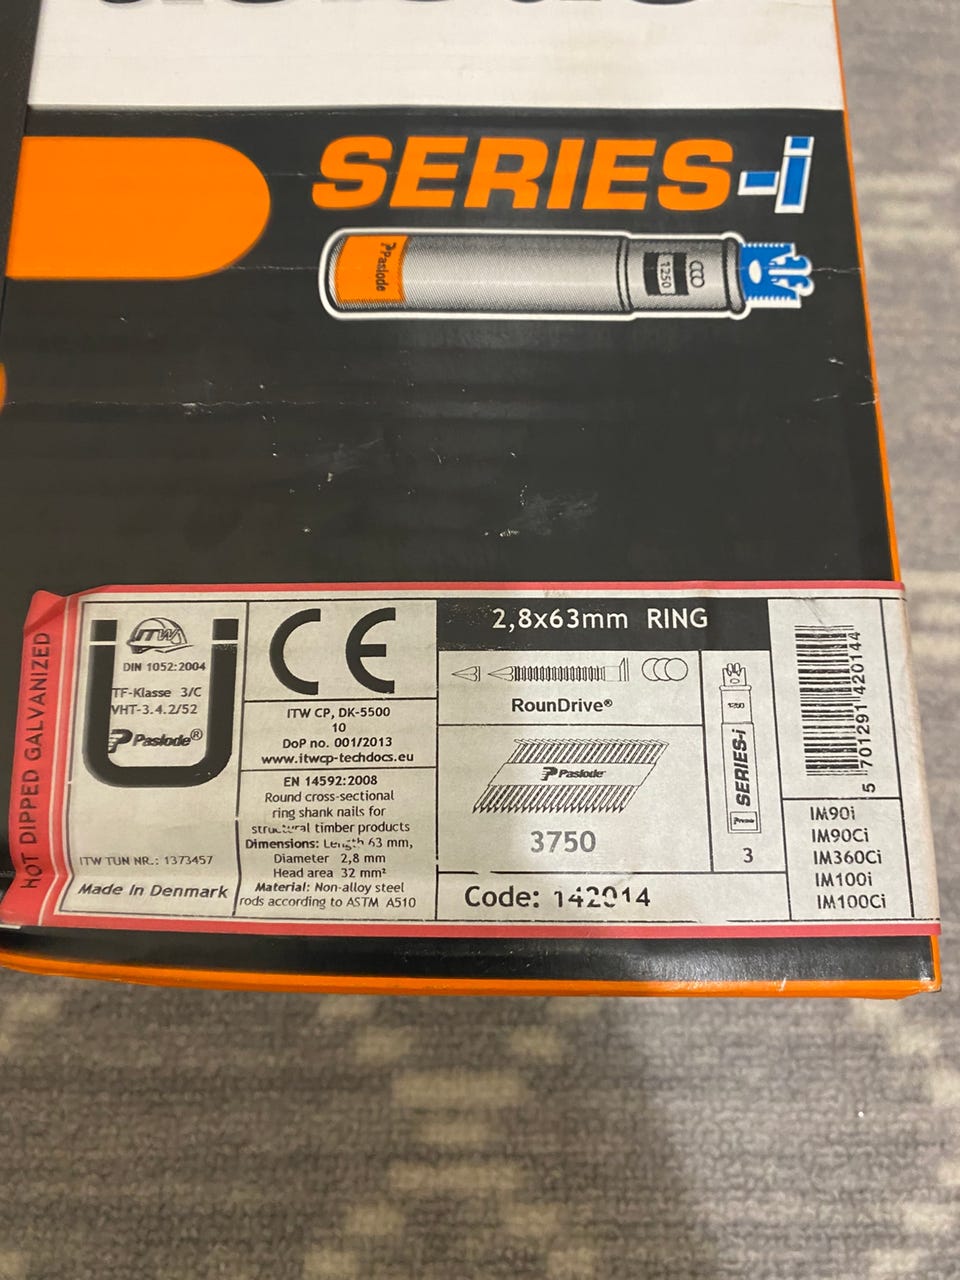 SERIES-i
Paslode
1250
HOT DIPPED GALVANIZED
ITW
DIN 1052:2004
TF-Klasse 3/C
VHT-3.4.2/52
Paslode®
ITW TUN NR.: 1373457
Made In Denmark
CE
ITW CP, DK-5500
10
DoP no. 001/2013
www.itwcp-techdocs.eu
EN 14592:2008
Round cross-sectional
ring shank nails for
structural timber products
Dimensions: Length 63 mm,
Diameter 2,8 mm
Head area 32 mm²
Material: Non-alloy steel
rods according to ASTM A510
2,8x63mm RING
RounDrive®
Paslode
3750
Code: 142014
1250
SERIES-i
3
5 701291 420144
IM90i
IM90Ci
IM360Ci
IM100i
IM100Ci